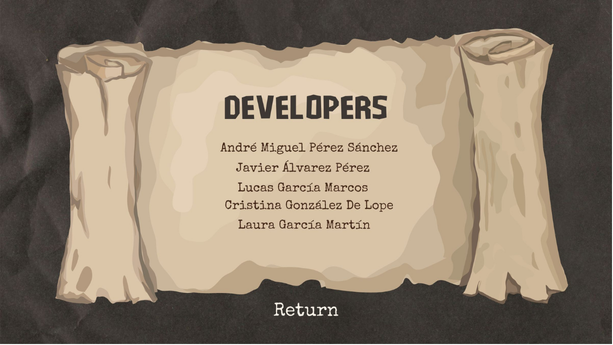 DEVELOPERS
André Miguel Pérez Sánchez
Javier Álvarez Pérez
Lucas García Marcos
Cristina González De Lope
Laura García Martín
Return